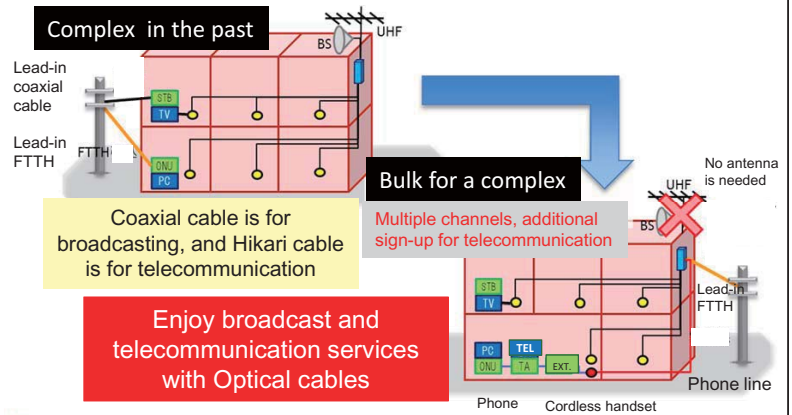 Complex in the past
UHF
BS
Lead-in
coaxial
cable
STB
TV
Lead-in
FTTH
FTTH
ONU
PC
Coaxial cable is for
broadcasting, and Hikari cable
is for telecommunication
Bulk for a complex
Multiple channels, additional
sign-up for telecommunication
No antenna
is needed
UHF
BS
STB
TV
Lead-in
FTTH
Enjoy broadcast and
telecommunication services
with Optical cables
PC
TEL
ONU
TA
EXT.
Phone line
Phone
Cordless handset